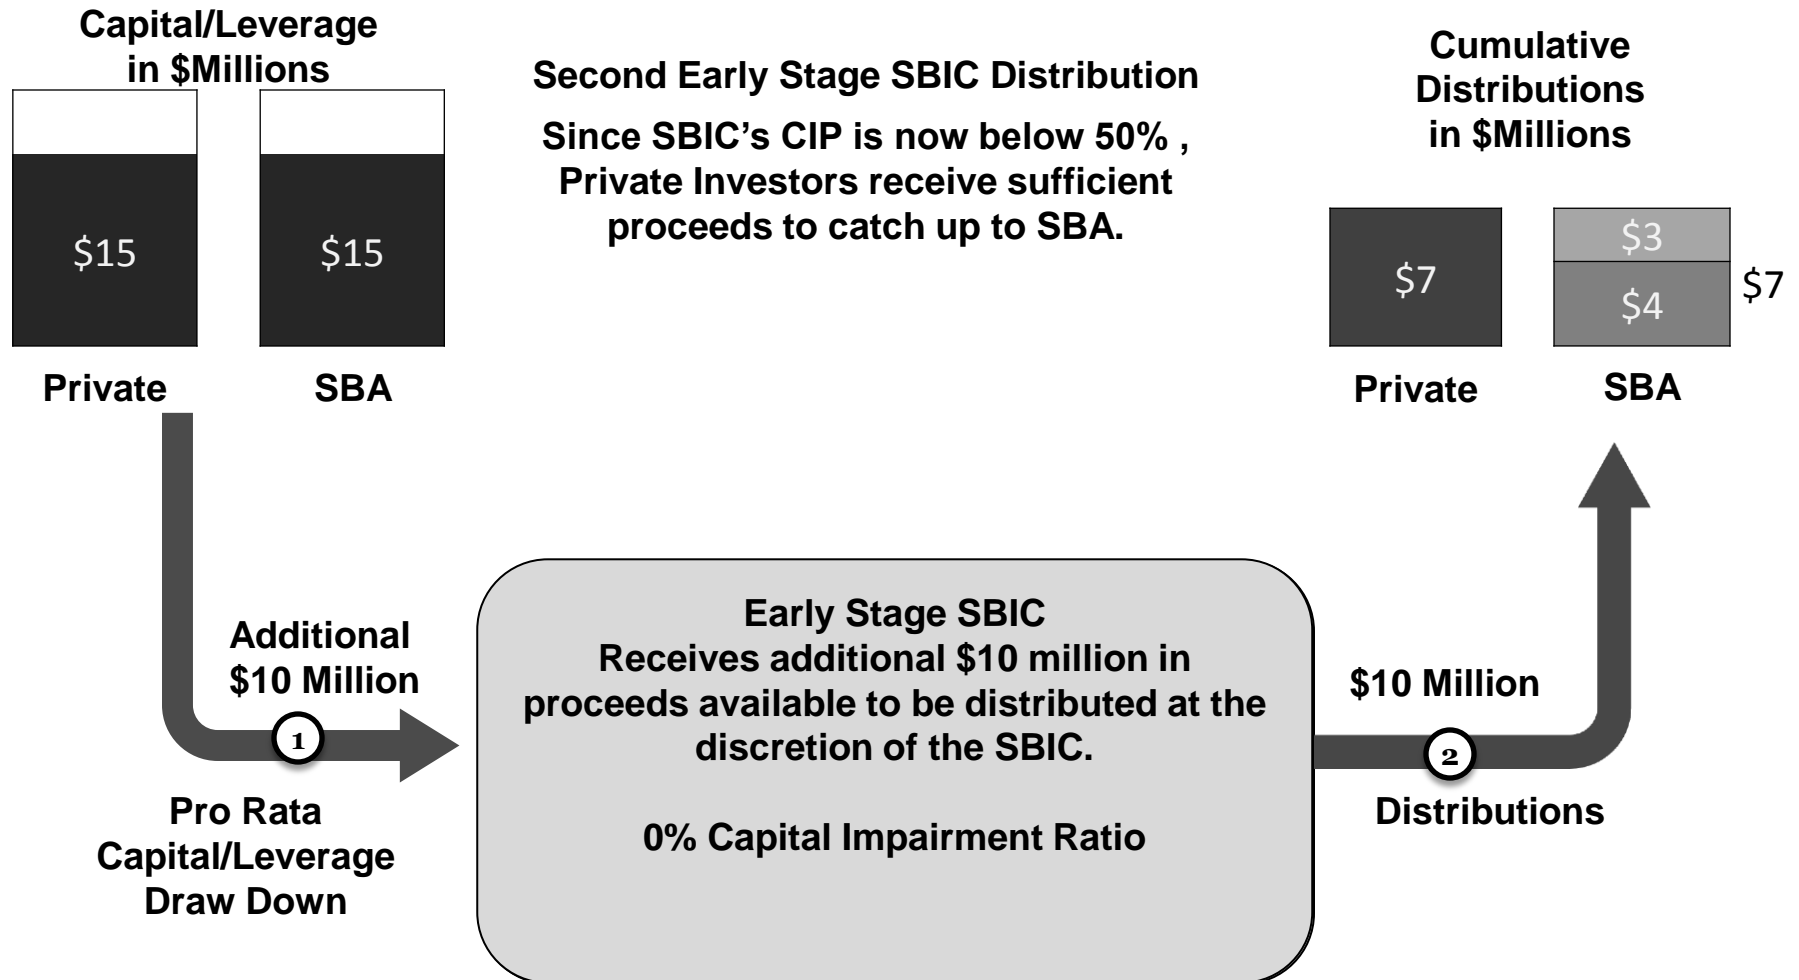 Capital/Leverage
in $Millions
$15
$15
Private
SBA
Second Early Stage SBIC Distribution
Since SBIC’s CIP is now below 50% ,
Private Investors receive sufficient
proceeds to catch up to SBA.
Cumulative
Distributions
in $Millions
$7
$3
$4
$7
Private
SBA
Additional
$10 Million
1
Pro Rata
Capital/Leverage
Draw Down
Early Stage SBIC
Receives additional $10 million in
proceeds available to be distributed at the
discretion of the SBIC.
0% Capital Impairment Ratio
$10 Million
2
Distributions